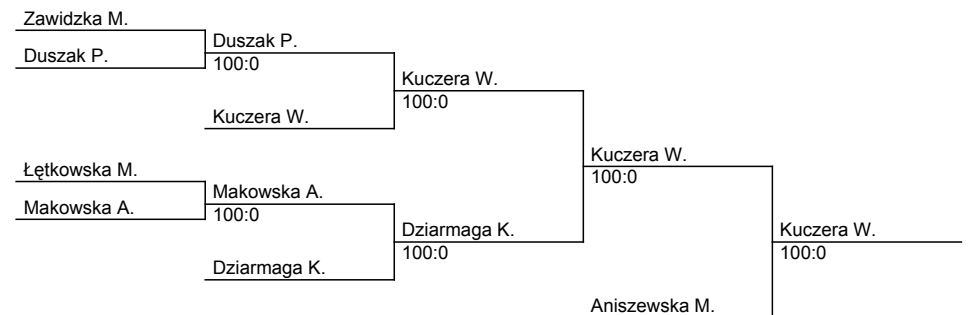 Zawidzka M.
Duszak P.
Duszak P.
100:0
Kuczera W.
100:0
Kuczera W.
Kuczera W.
100:0
Łętkowska M.
Makowska A.
100:0
Makowska A.
Dziarmaga K.
100:0
Kuczera W.
100:0
Dziarmaga K.
Aniszewska M.